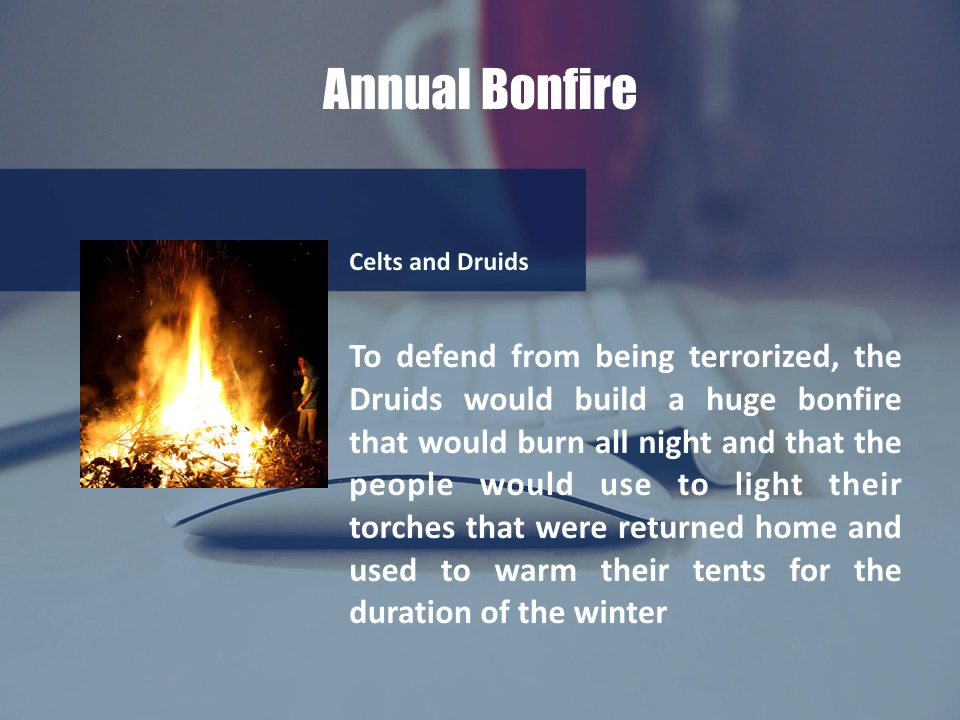 Annual Bonfire
Celts and Druids
To defend from being terrorized, the
Druids would build a huge bonfire
that would burn all night and that the
people would use to light their
torches that were returned home and
used to warm their tents for the
duration of the winter